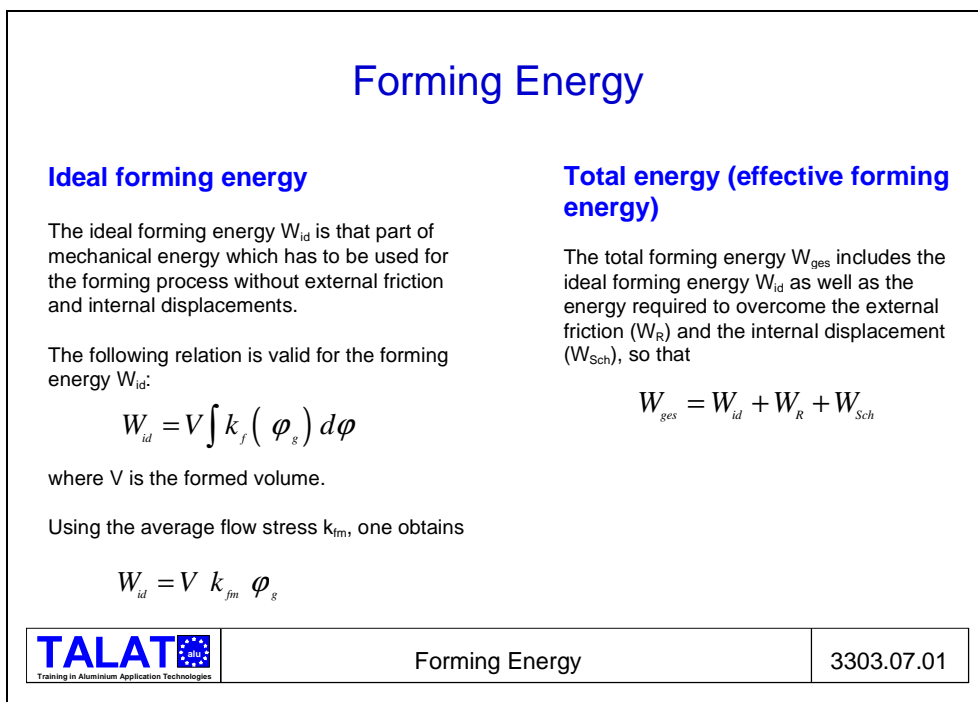 Forming Energy
Ideal forming energy
The ideal forming energy W_id is that part of
mechanical energy which has to be used for
the forming process without external friction
and internal displacements.
The following relation is valid for the forming
energy W_id:
W_id = V ∫ k_f ( φ_g ) dφ
where V is the formed volume.
Using the average flow stress k_fm, one obtains
W_id = V k_fm φ_g
Total energy (effective forming
energy)
The total forming energy W_ges includes the
ideal forming energy W_id as well as the
energy required to overcome the external
friction (W_R) and the internal displacement
(W_Sch), so that
W_ges = W_id + W_R + W_Sch
TALAT alu
Training in Aluminium Application Technologies
Forming Energy
3303.07.01